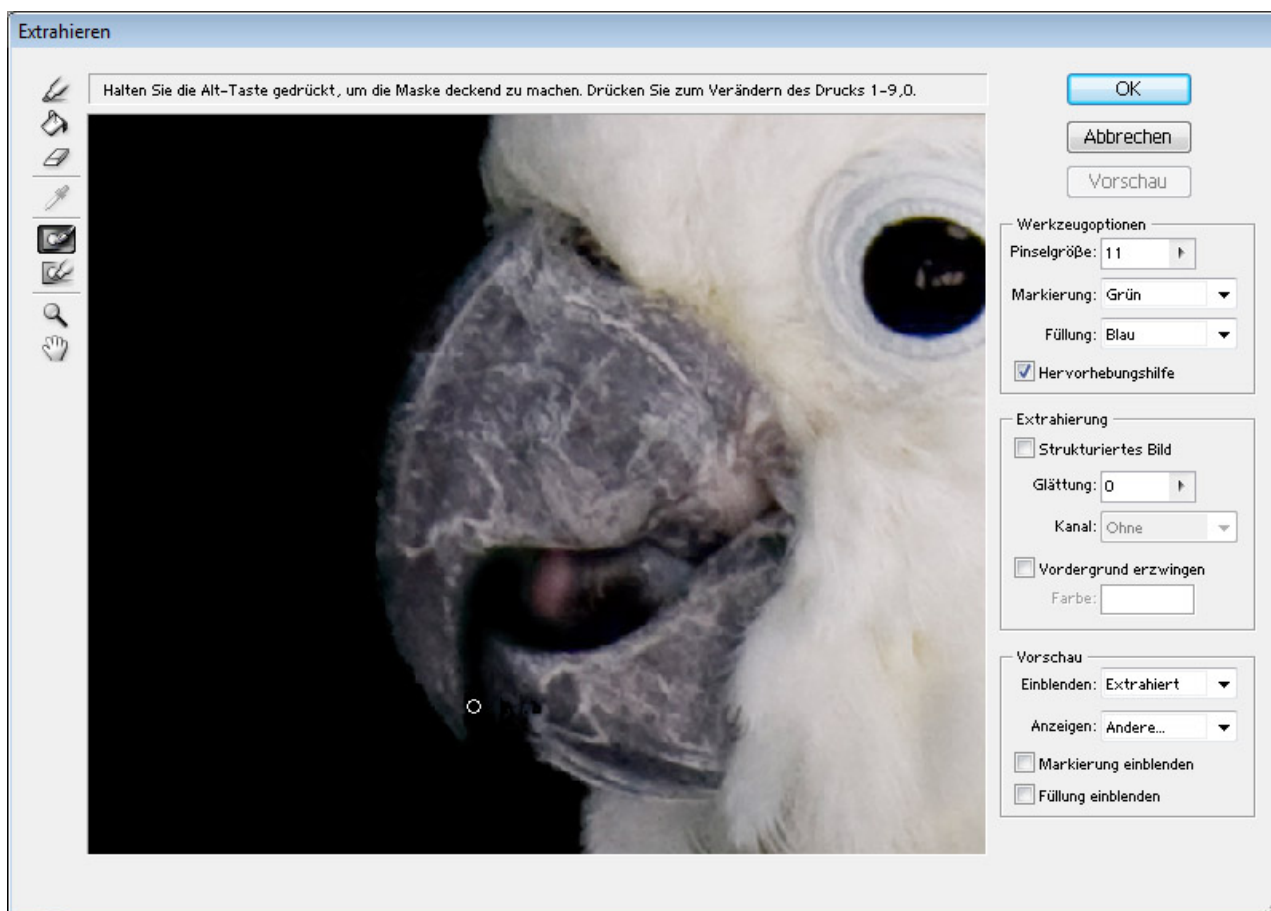 Extrahieren
Halten Sie die Alt-Taste gedrückt, um die Maske deckend zu machen. Drücken Sie zum Verändern des Drucks 1-9,0.
OK
Abbrechen
Vorschau
Werkzeugoptionen
Pinselgröße: 11
Markierung: Grün
Füllung: Blau
Hervorhebungshilfe
Extrahierung
Strukturiertes Bild
Glättung: 0
Kanal: Ohne
Vordergrund erzwingen
Farbe:
Vorschau
Einblenden: Extrahiert
Anzeigen: Andere...
Markierung einblenden
Füllung einblenden